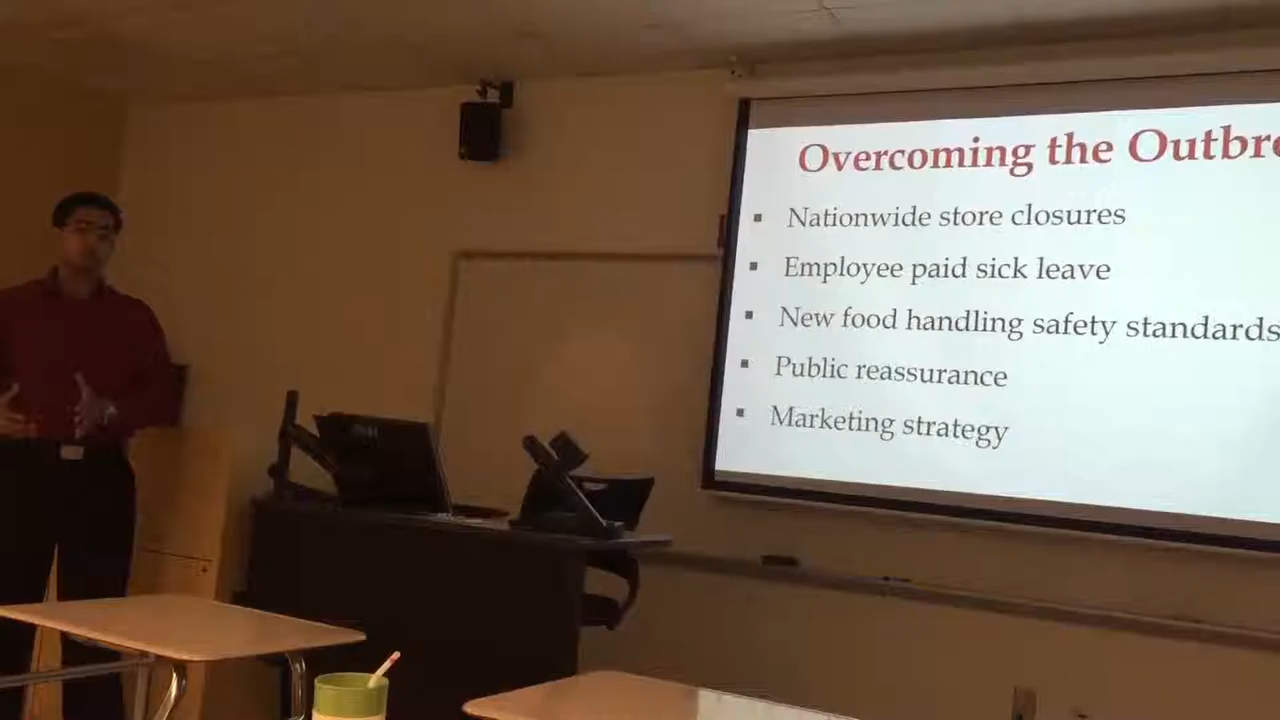 Overcoming the Outbre
Nationwide store closures
Employee paid sick leave
New food handling safety standards
Public reassurance
Marketing strategy